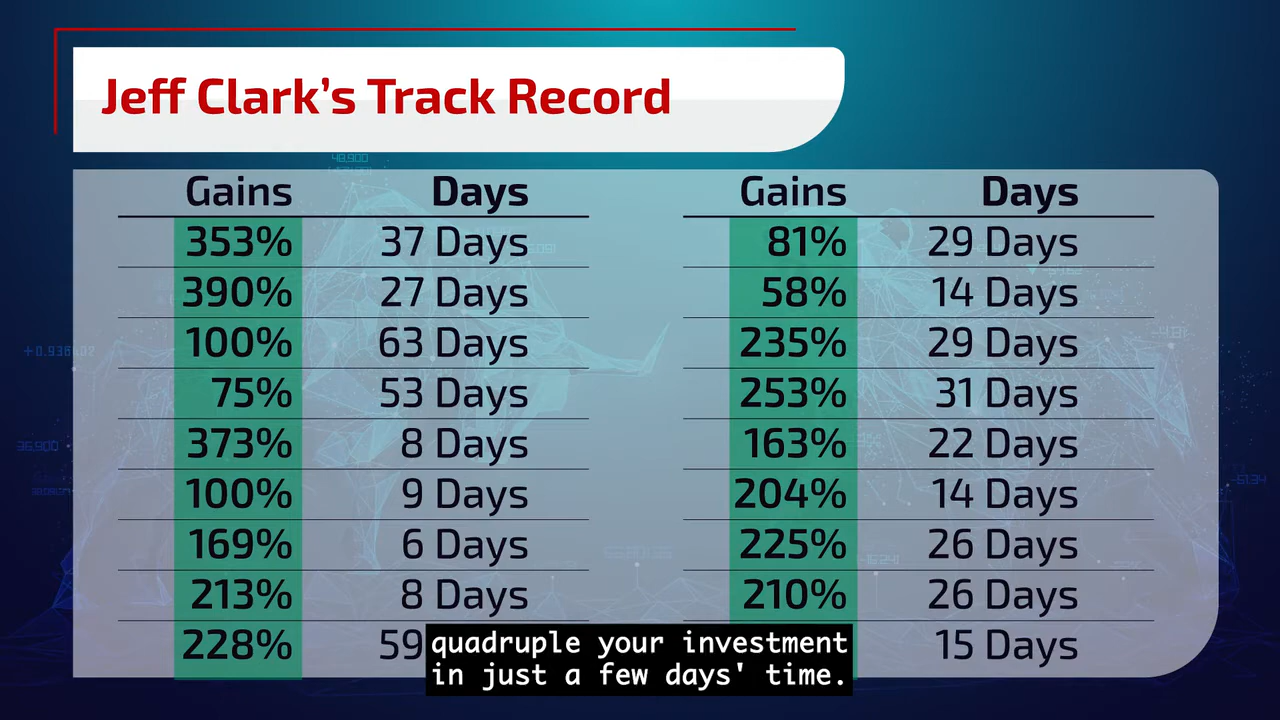 Jeff Clark's Track Record
Gains Days Gains Days
353% 37 Days 81% 29 Days
390% 27 Days 58% 14 Days
100% 63 Days 235% 29 Days
75% 53 Days 253% 31 Days
373% 8 Days 163% 22 Days
100% 9 Days 204% 14 Days
169% 6 Days 225% 26 Days
213% 8 Days 210% 26 Days
228% 59 15 Days
quadruple your investment
in just a few days' time.